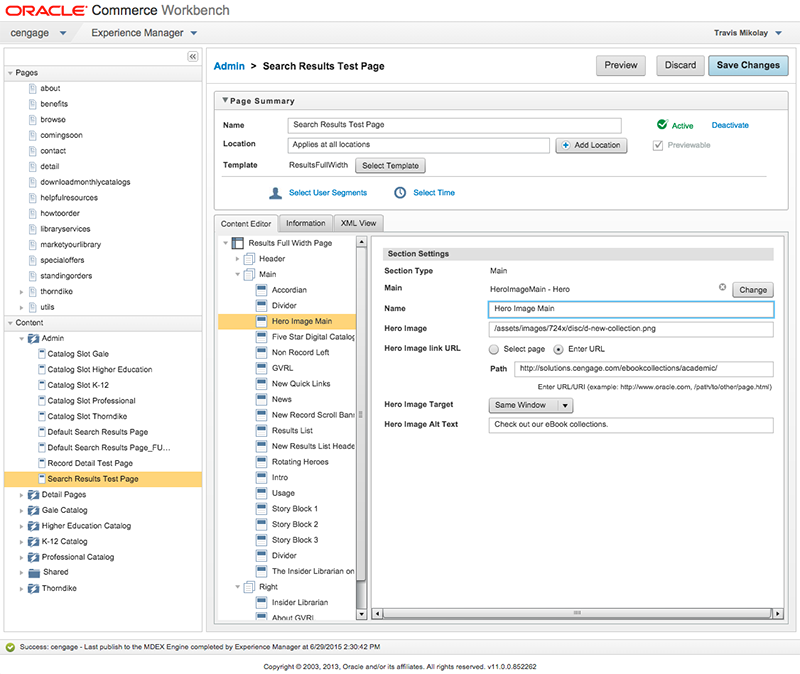 ORACLE® Commerce Workbench
cengage Experience Manager Travis Mikolay
Pages
about
benefits
browse
comingsoon
contact
detail
downloadmonthlycatalogs
helpfulresources
howtoorder
libraryservices
marketyourlibrary
specialoffers
standingorders
thorndike
utils
Content
Admin
Catalog Slot Gale
Catalog Slot Higher Education
Catalog Slot K-12
Catalog Slot Professional
Catalog Slot Thorndike
Default Search Results Page
Default Search Results Page_FU...
Record Detail Test Page
Search Results Test Page
Detail Pages
Gale Catalog
Higher Education Catalog
K-12 Catalog
Professional Catalog
Shared
Thorndike
Admin > Search Results Test Page Preview Discard Save Changes
Page Summary
Name Search Results Test Page Active Deactivate
Location Applies at all locations Add Location Previewable
Template ResultsFullWidth Select Template
Select User Segments Select Time
Content Editor Information XML View
Results Full Width Page
Header
Main
Accordian
Divider
Hero Image Main
Five Star Digital Catalog
Non Record Left
GVRL
New Quick Links
News
New Record Scroll Bann
Results List
New Results List Heade
Rotating Heroes
Intro
Usage
Story Block 1
Story Block 2
Story Block 3
Divider
The Insider Librarian on
Right
Insider Librarian
About GVRL
Section Settings
Section Type Main
Main HeroImageMain - Hero Change
Name Hero Image Main
Hero Image /assets/images/724x/disc/d-new-collection.png
Hero Image link URL Select page Enter URL
Path http://solutions.cengage.com/ebookcollections/academic/
Enter URL/URI (example: http://www.oracle.com, /path/to/other/page.html)
Hero Image Target Same Window
Hero Image Alt Text Check out our eBook collections.
Success: cengage - Last publish to the MDEX Engine completed by Experience Manager at 6/29/2015 2:30:42 PM
Copyright © 2003, 2013, Oracle and/or its affiliates. All rights reserved. v11.0.0.852262